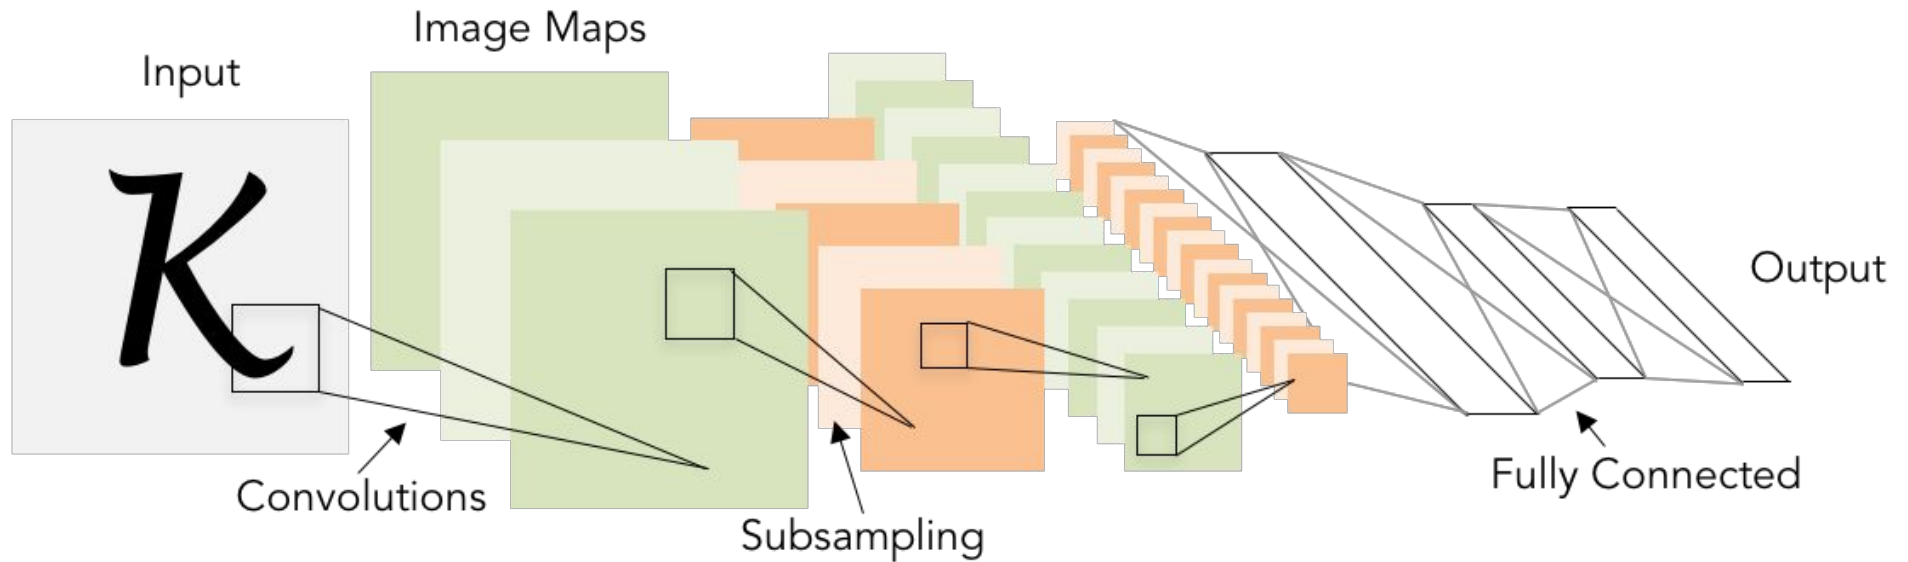 Image Maps
Input
K
Convolutions
Subsampling
Fully Connected
Output